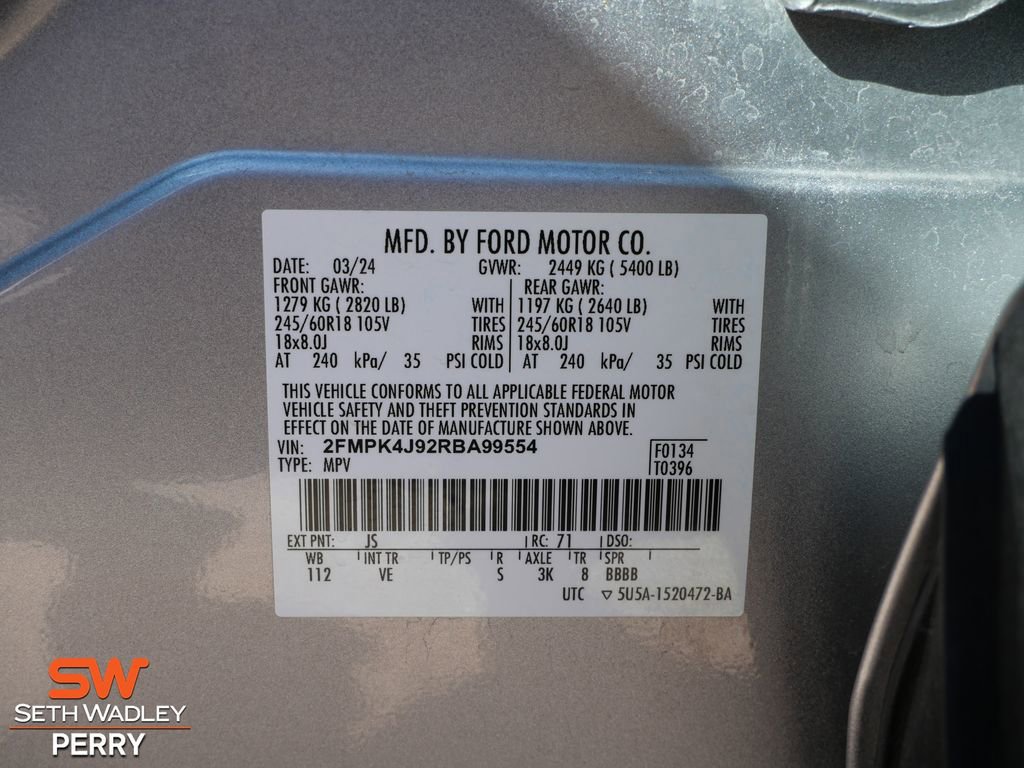 MFD. BY FORD MOTOR CO.
DATE: 03/24 GVWR: 2449 KG ( 5400 LB)
FRONT GAWR: REAR GAWR:
1279 KG ( 2820 LB) WITH 1197 KG ( 2640 LB) WITH
245/60R18 105V TIRES 245/60R18 105V TIRES
18x8.0J RIMS 18x8.0J RIMS
AT 240 kPa/ 35 PSI COLD AT 240 kPa/ 35 PSI COLD
THIS VEHICLE CONFORMS TO ALL APPLICABLE FEDERAL MOTOR
VEHICLE SAFETY AND THEFT PREVENTION STANDARDS IN
EFFECT ON THE DATE OF MANUFACTURE SHOWN ABOVE.
VIN: 2FMPK4J92RBA99554 F0134
TYPE: MPV T0396
EXT PNT: JS RC: 71 DSO:
WB INT TR TP/PS R AXLE TR SPR
112 VE S 3K 8 BBBB
UTC ▽ 5U5A-1520472-BA
SW
SETH WADLEY
PERRY